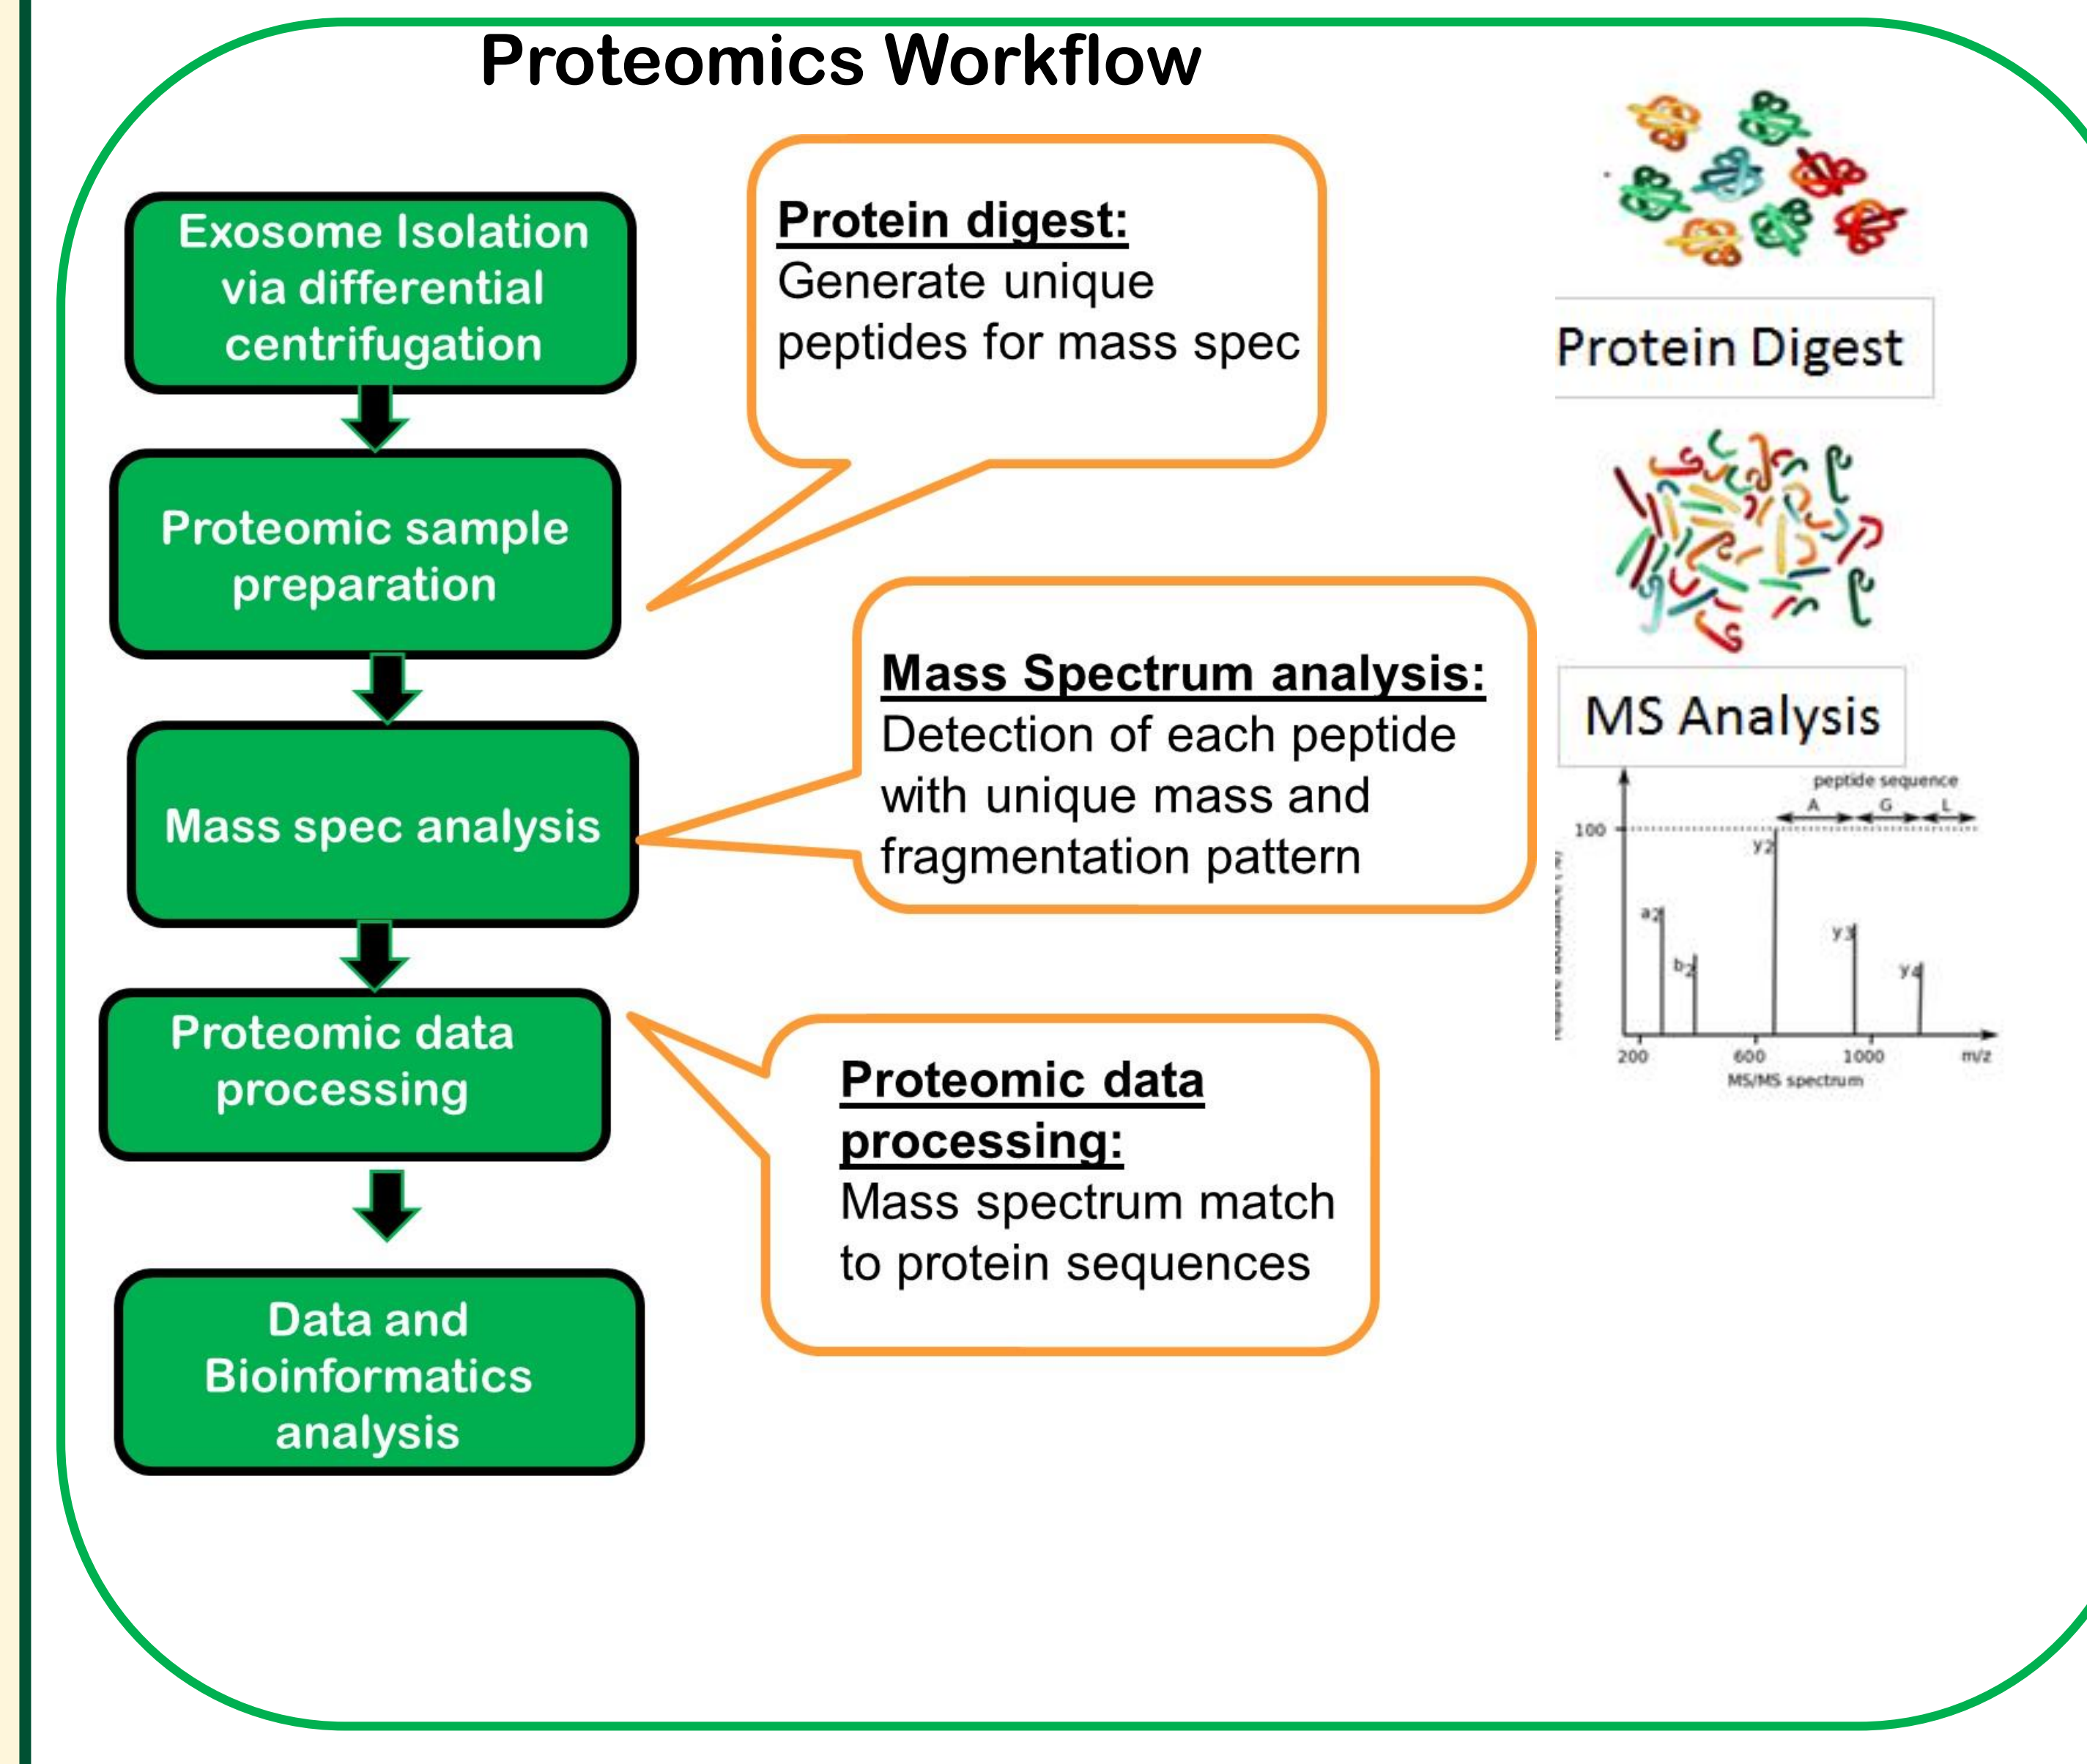 Proteomics Workflow
Exosome Isolation
via differential
centrifugation
Proteomic sample
preparation
Mass spec analysis
Proteomic data
processing
Data and
Bioinformatics
analysis
Protein digest:
Generate unique
peptides for mass spec
Mass Spectrum analysis:
Detection of each peptide
with unique mass and
fragmentation pattern
Proteomic data
processing:
Mass spectrum match
to protein sequences
Protein Digest
MS Analysis
peptide sequence
A G L
100
y2
a2
y3
b2
y4
200 600 1000 m/z
MS/MS spectrum